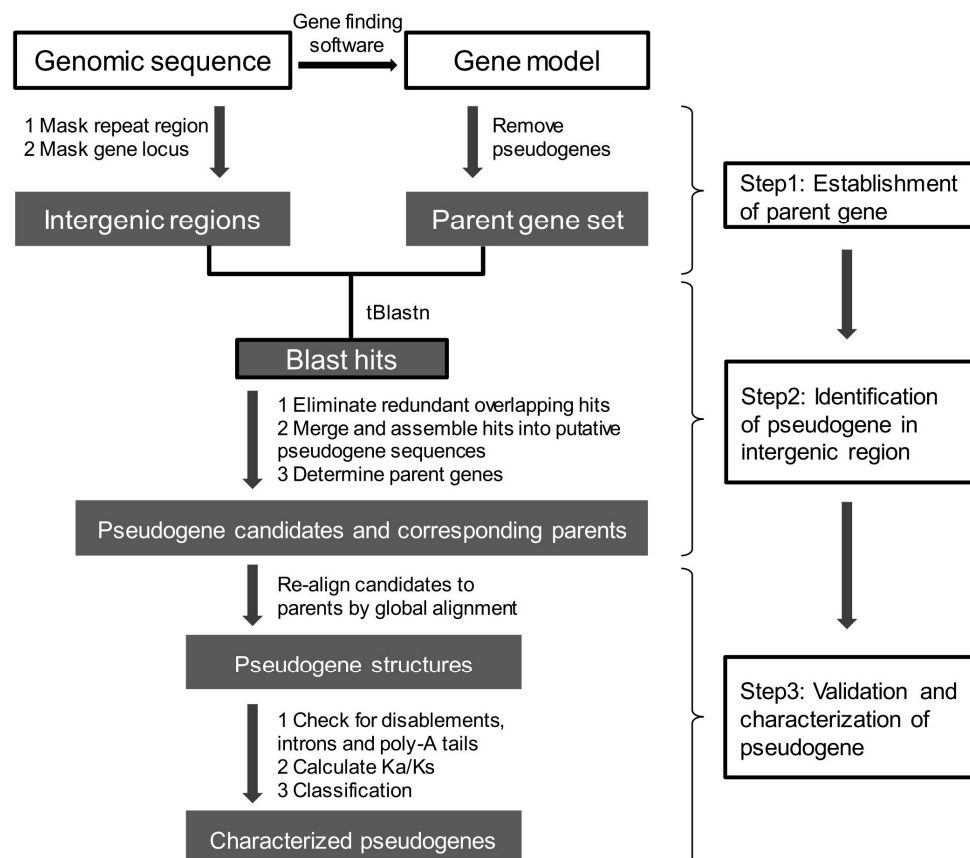 Gene finding
software
Genomic sequence
Gene model
1 Mask repeat region
2 Mask gene locus
Remove
pseudogenes
Intergenic regions
Parent gene set
Step1: Establishment
of parent gene
tBlastn
Blast hits
1 Eliminate redundant overlapping hits
2 Merge and assemble hits into putative
pseudogene sequences
3 Determine parent genes
Step2: Identification
of pseudogene in
intergenic region
Pseudogene candidates and corresponding parents
Re-align candidates to
parents by global alignment
Pseudogene structures
Step3: Validation and
characterization of
pseudogene
1 Check for disablements,
introns and poly-A tails
2 Calculate Ka/Ks
3 Classification
Characterized pseudogenes